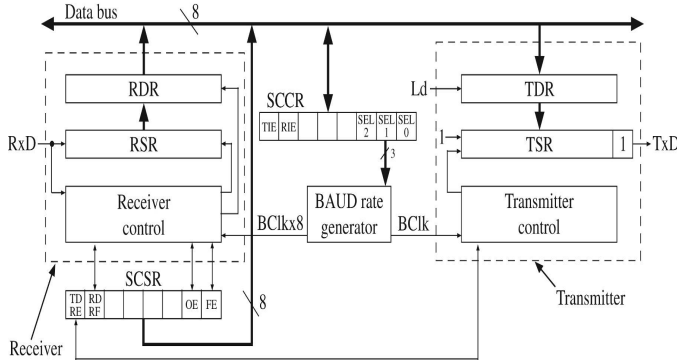 Data bus
8
RDR
SCCR
Ld
TDR
TIE RIE SEL 2 SEL 1 SEL 0
RxD
RSR
1
TSR
1
TxD
3
Receiver
control
BClkx8
BAUD rate
generator
BClk
Transmitter
control
SCSR
TD RE RD RF OE FE
8
Receiver
Transmitter